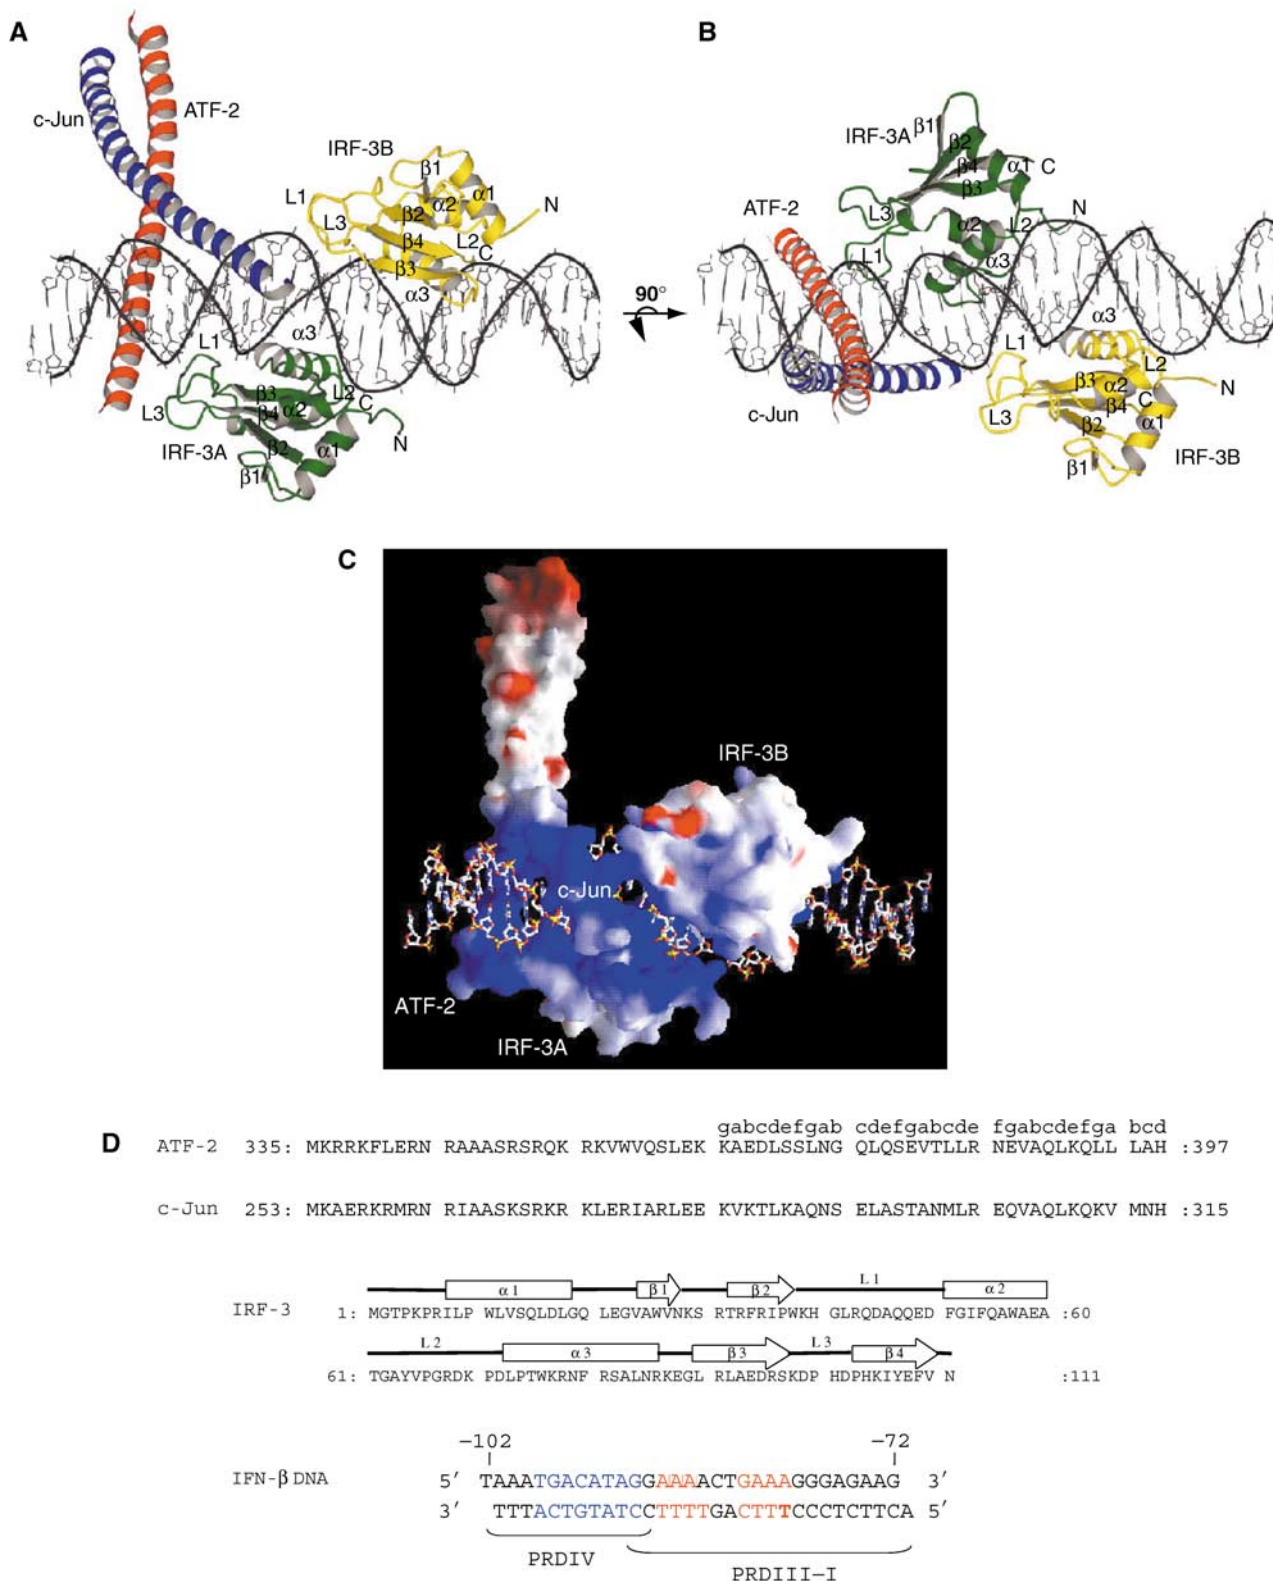 A
B
c-Jun
ATF-2
IRF-3B
β1
L1
α1
α2
L3
β2
N
L2
β4
C
β3
α3
α3
L1
β3
L2
L3
β4
α2
C
N
β2
IRF-3A
α1
β1
90°
IRF-3A
β1
β2
β4
α1
C
β3
ATF-2
L3
N
α2
L2
L1
α3
α3
L1
L2
c-Jun
β3
α2
N
L3
β4
C
β2
α1
β1
IRF-3B
C
IRF-3B
c-Jun
ATF-2
IRF-3A
D
gabcdefgab cdefgabcde fgabcdefga bcd
ATF-2 335: MKRRKFLERN RAAASRSRQK RKVWVQSLEK KAEDLSSLNG QLQSEVTLLR NEVAQLKQLL LAH :397
c-Jun 253: MKAERKRMRN RIAASKSRKR KLERIARLEE KVKTLKAQNS ELASTANMLR EQVAQLKQKV MNH :315
α1 β1 β2 L1 α2
IRF-3 1: MGTPKPRILP WLVSQLDLGQ LEGVAWVNKS RTRFRIPWKH GLRQDAQQED FGIFQAWAEA :60
L2 α3 β3 L3 β4
61: TGAYVPGRDK PDLPTWKRNF RSALNRKEGL RLAEDRSKDP HDPHKIYEFV N :111
−102 −72
IFN-β DNA 5′ TAAATGACATAGGAAAACTGAAAGGGAGAAG 3′
3′ TTTACTGTATCCTTTTGACTTTCCCTCTTCA 5′
PRDIV
PRDIII–I